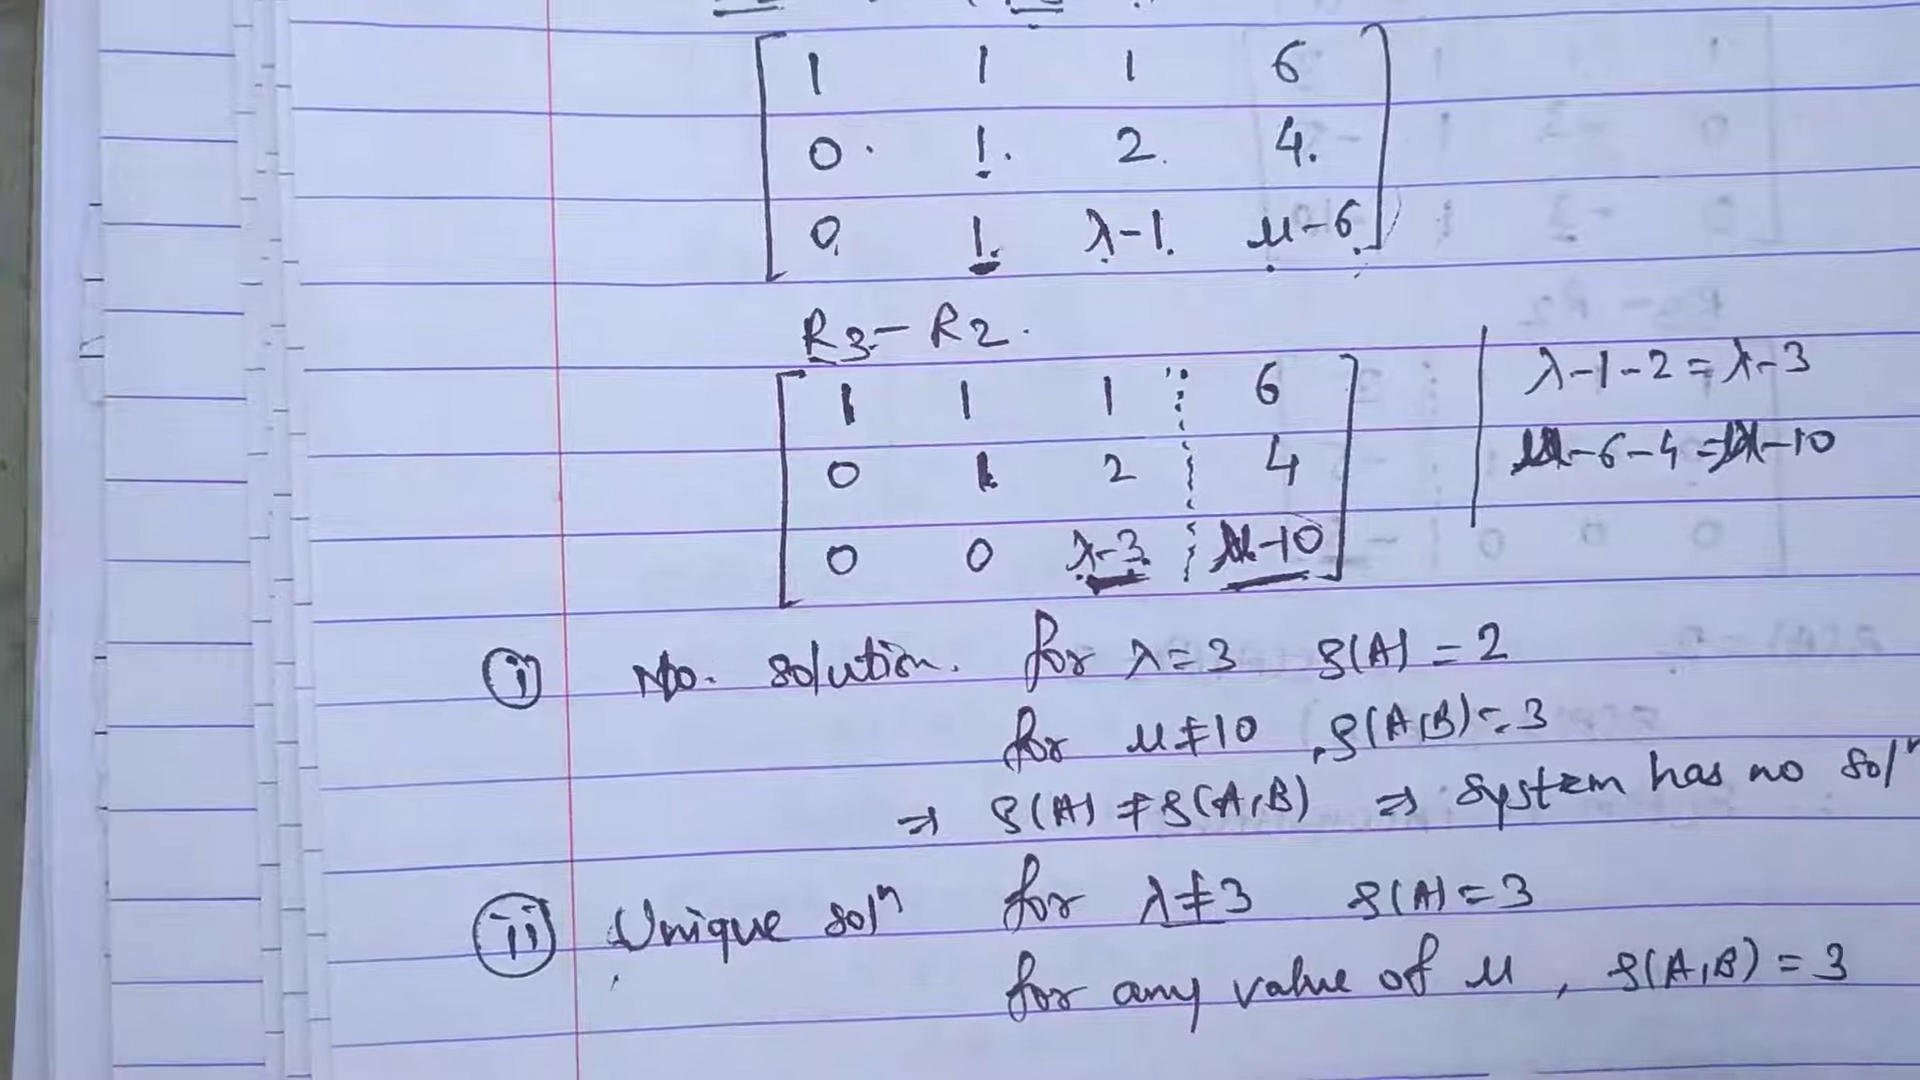 1 1 1 6
0 1 2 4
0 1 λ-1 μ-6
R3 - R2
1 1 1 6
0 1 2 4
0 0 λ-3 μ-10
λ-1-2 = λ-3
μ-6-4 = μ-10
(i) No. solution. for λ=3 ρ(A) = 2
for μ≠10, ρ(A,B) = 3
⇒ ρ(A) ≠ ρ(A,B) ⇒ system has no solⁿ
(ii) Unique solⁿ for λ≠3 ρ(A) = 3
for any value of μ, ρ(A,B) = 3